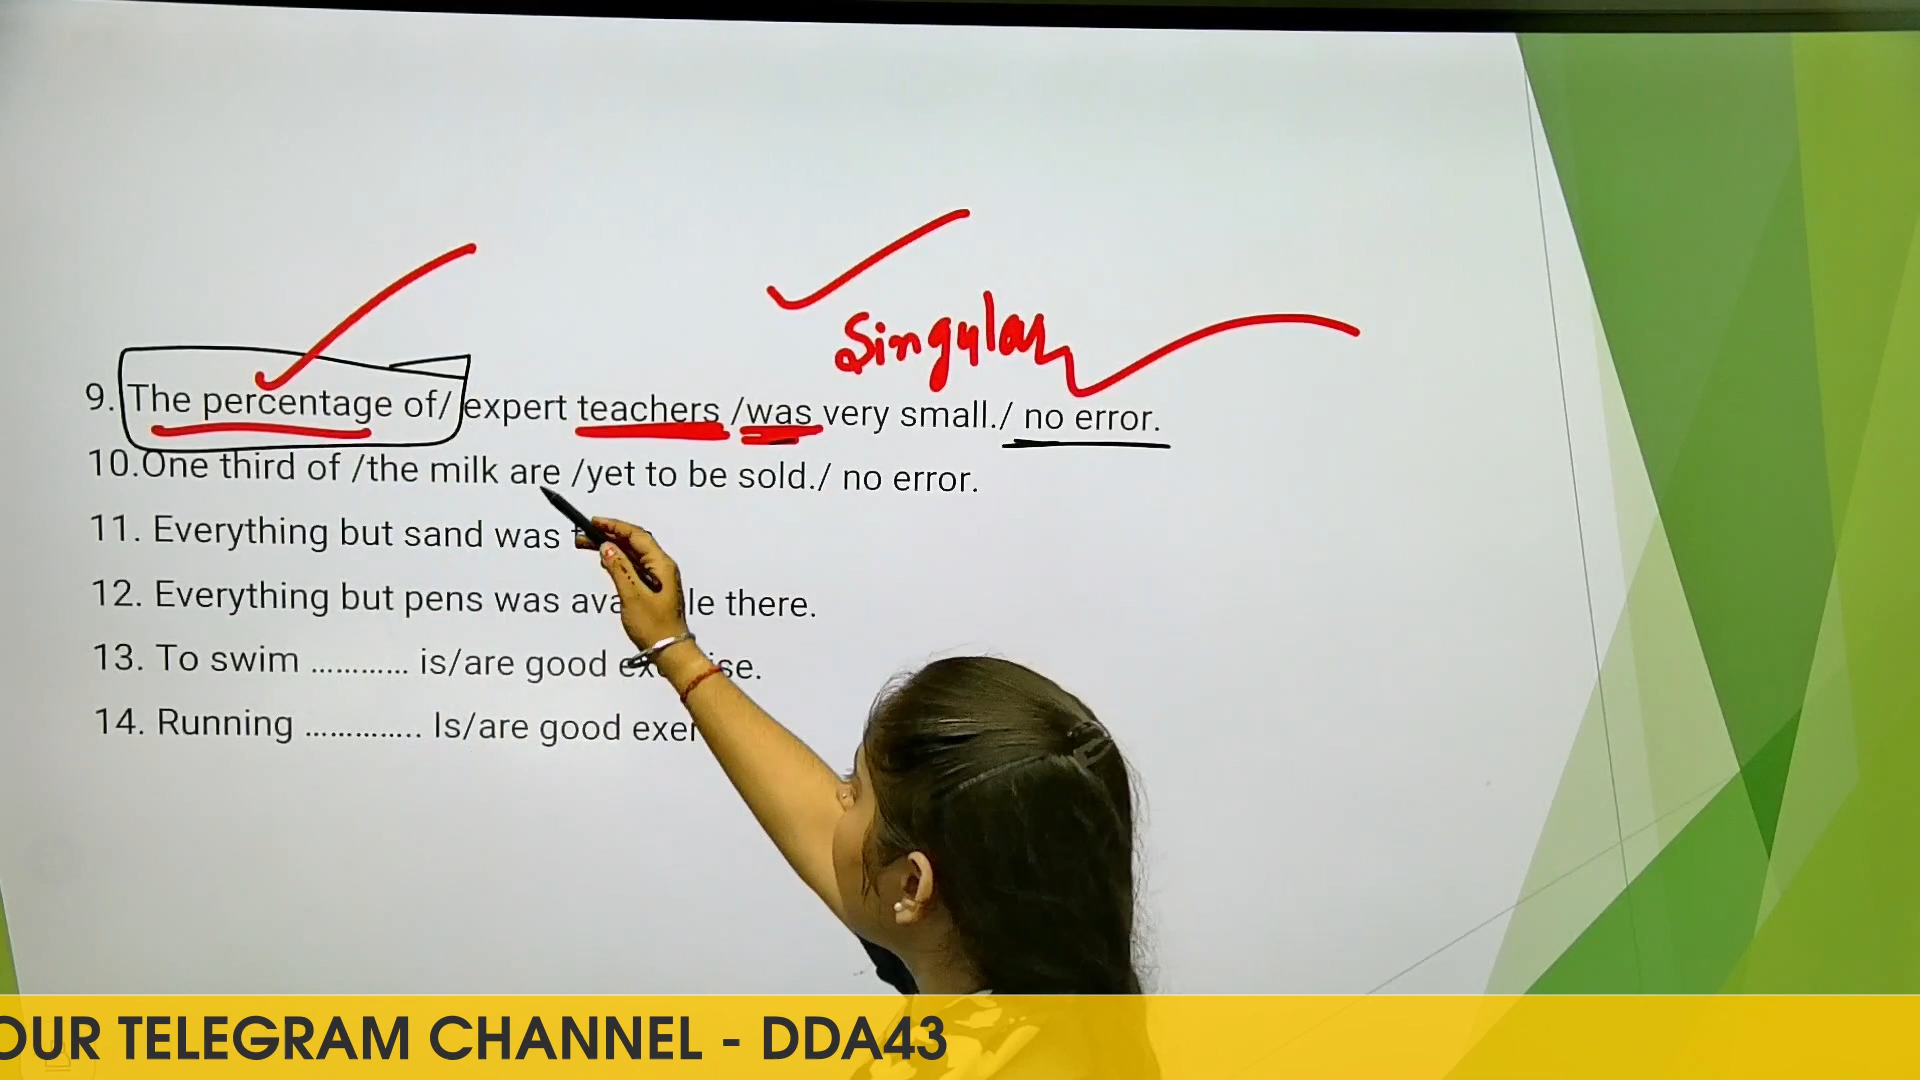 Singular
9. The percentage of/ expert teachers /was very small./ no error.
10.One third of /the milk are /yet to be sold./ no error.
11. Everything but sand was
12. Everything but pens was ava le there.
13. To swim ............ is/are good ex se.
14. Running .............. Is/are good exer
OUR TELEGRAM CHANNEL - DDA43